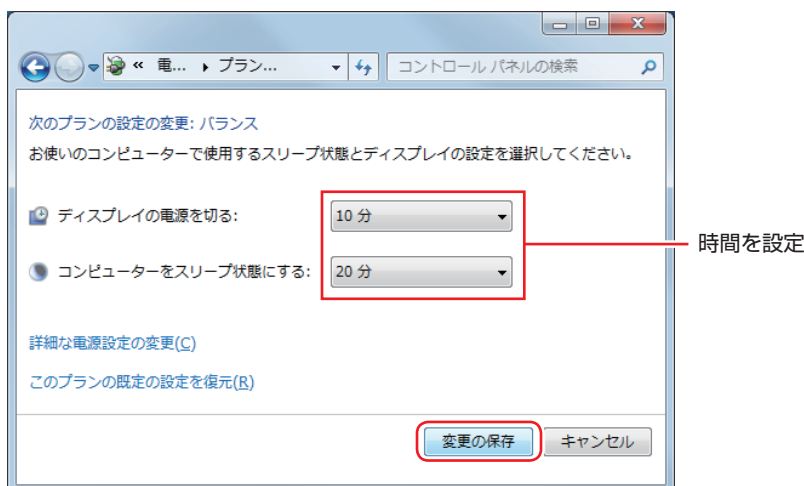 « 電... ▸ プラン...
コントロール パネルの検索
次のプランの設定の変更: バランス
お使いのコンピューターで使用するスリープ状態とディスプレイの設定を選択してください。
ディスプレイの電源を切る: 10 分
時間を設定
コンピューターをスリープ状態にする: 20 分
詳細な電源設定の変更(C)
このプランの既定の設定を復元(R)
変更の保存 キャンセル